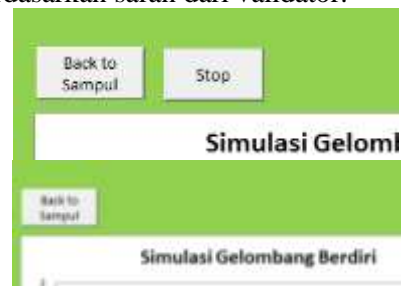 dasarkan saran dari validator.
Back to
Sampul
Stop
Simulasi Gelomb
Back to
Sampul
Simulasi Gelombang Berdiri